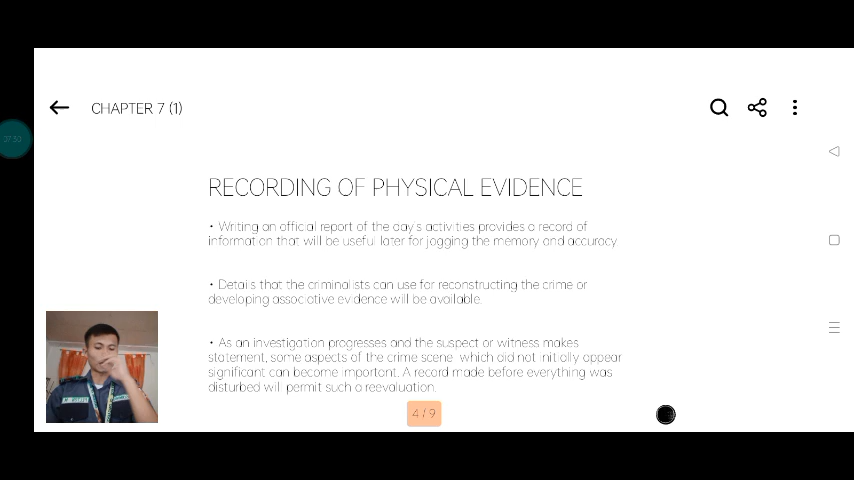 CHAPTER 7 (1)
27:30
RECORDING OF PHYSICAL EVIDENCE
• Writing an official report of the day's activities provides a record of
information that will be useful later for jogging the memory and accuracy.
• Details that the criminalists can use for reconstructing the crime or
developing associative evidence will be available.
• As an investigation progresses and the suspect or witness makes
statement, some aspects of the crime scene which did not initially appear
significant can become important. A record made before everything was
disturbed will permit such a reevaluation.
4 / 9